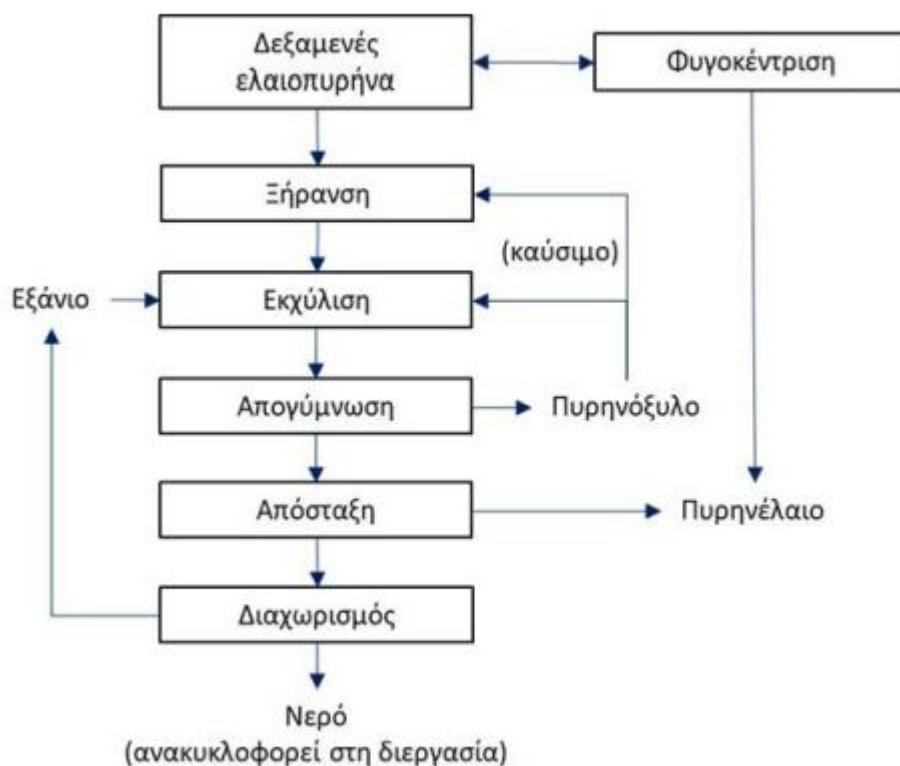 Δεξαμενές
ελαιοπυρήνα
Φυγοκέντριση
Ξήρανση
(καύσιμο)
Εξάνιο
Εκχύλιση
Απογύμνωση
Πυρηνόξυλο
Απόσταξη
Πυρηνέλαιο
Διαχωρισμός
Νερό
(ανακυκλοφορεί στη διεργασία)